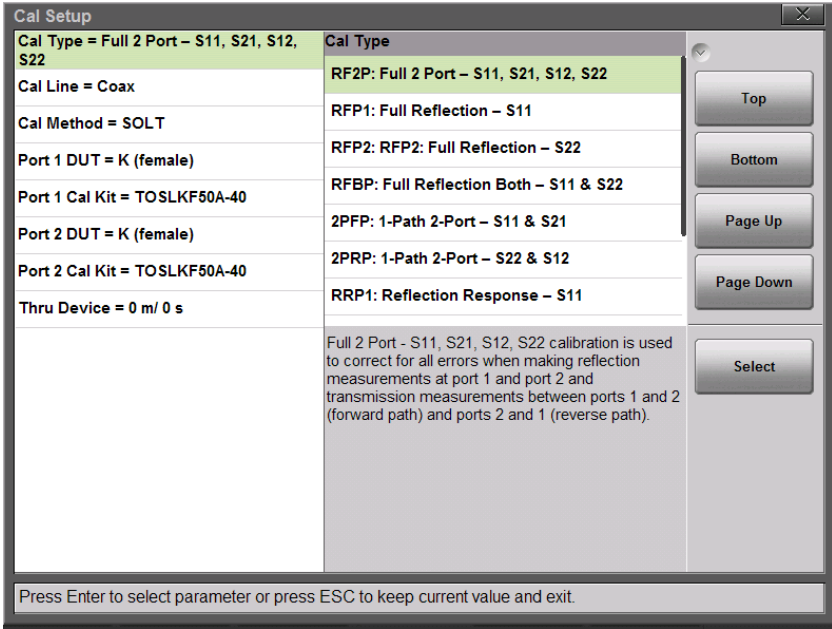 Cal Setup
Cal Type = Full 2 Port – S11, S21, S12,
S22
Cal Line = Coax
Cal Method = SOLT
Port 1 DUT = K (female)
Port 1 Cal Kit = TOSLKF50A-40
Port 2 DUT = K (female)
Port 2 Cal Kit = TOSLKF50A-40
Thru Device = 0 m/ 0 s
Cal Type
RF2P: Full 2 Port – S11, S21, S12, S22
RFP1: Full Reflection – S11
RFP2: RFP2: Full Reflection – S22
RFBP: Full Reflection Both – S11 & S22
2PFP: 1-Path 2-Port – S11 & S21
2PRP: 1-Path 2-Port – S22 & S12
RRP1: Reflection Response – S11
Full 2 Port - S11, S21, S12, S22 calibration is used
to correct for all errors when making reflection
measurements at port 1 and port 2 and
transmission measurements between ports 1 and 2
(forward path) and ports 2 and 1 (reverse path).
Top
Bottom
Page Up
Page Down
Select
Press Enter to select parameter or press ESC to keep current value and exit.